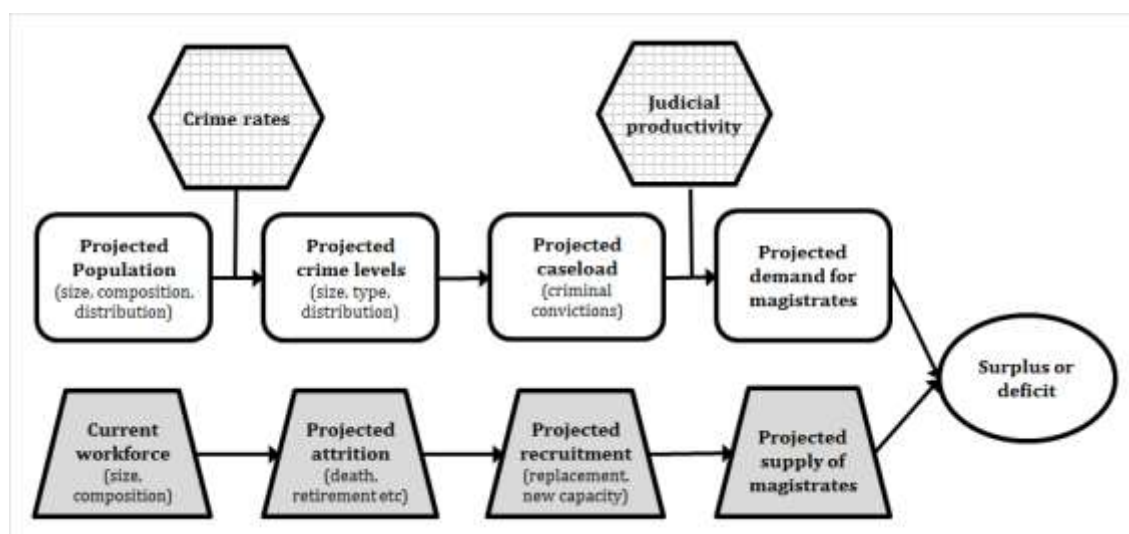 Crime rates
Judicial
productivity
Projected
Population
(size, composition,
distribution)
Projected
crime levels
(size, type,
distribution)
Projected
caseload
(criminal
convictions)
Projected
demand for
magistrates
Surplus or
deficit
Current
workforce
(size,
composition)
Projected
attrition
(death,
retirement etc)
Projected
recruitment
(replacement,
new capacity)
Projected
supply of
magistrates